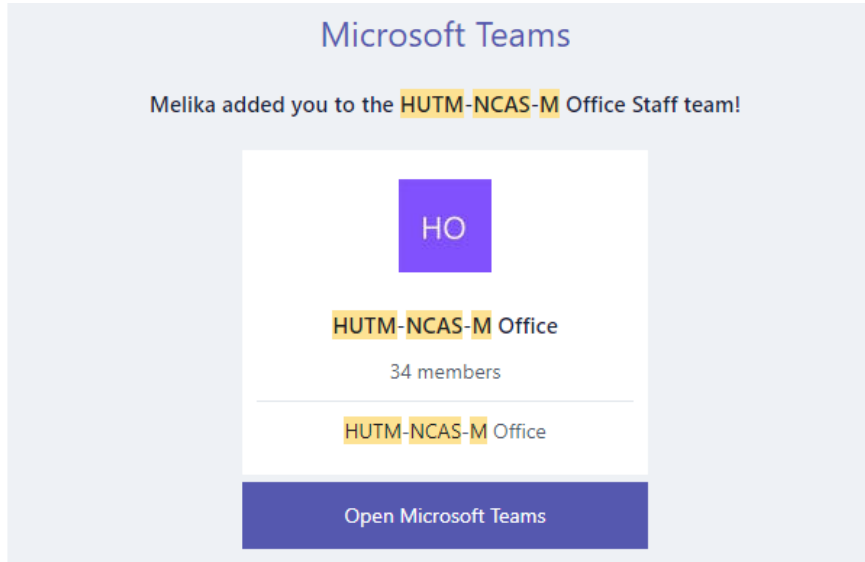 Microsoft Teams
Melika added you to the HUTM-NCAS-M Office Staff team!
HO
HUTM-NCAS-M Office
34 members
HUTM-NCAS-M Office
Open Microsoft Teams